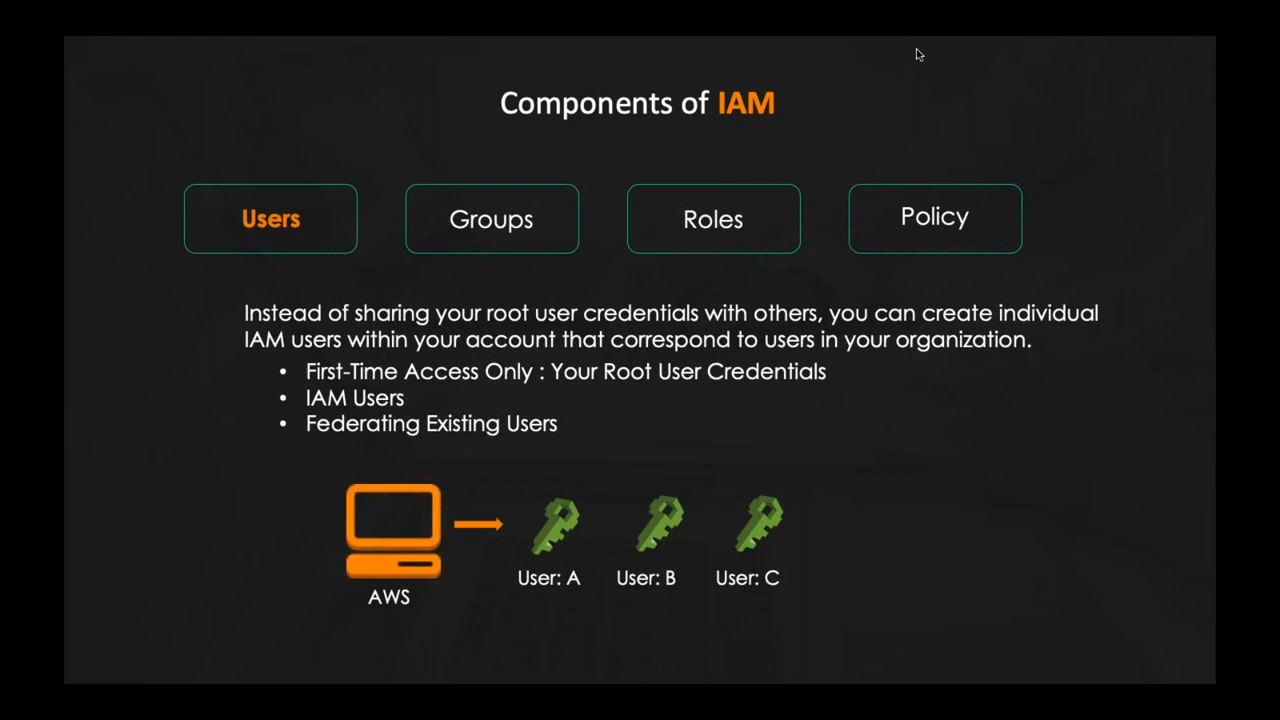 Components of IAM
Users
Groups
Roles
Policy
Instead of sharing your root user credentials with others, you can create individual
IAM users within your account that correspond to users in your organization.
• First-Time Access Only : Your Root User Credentials
• IAM Users
• Federating Existing Users
User: A
User: B
User: C
AWS